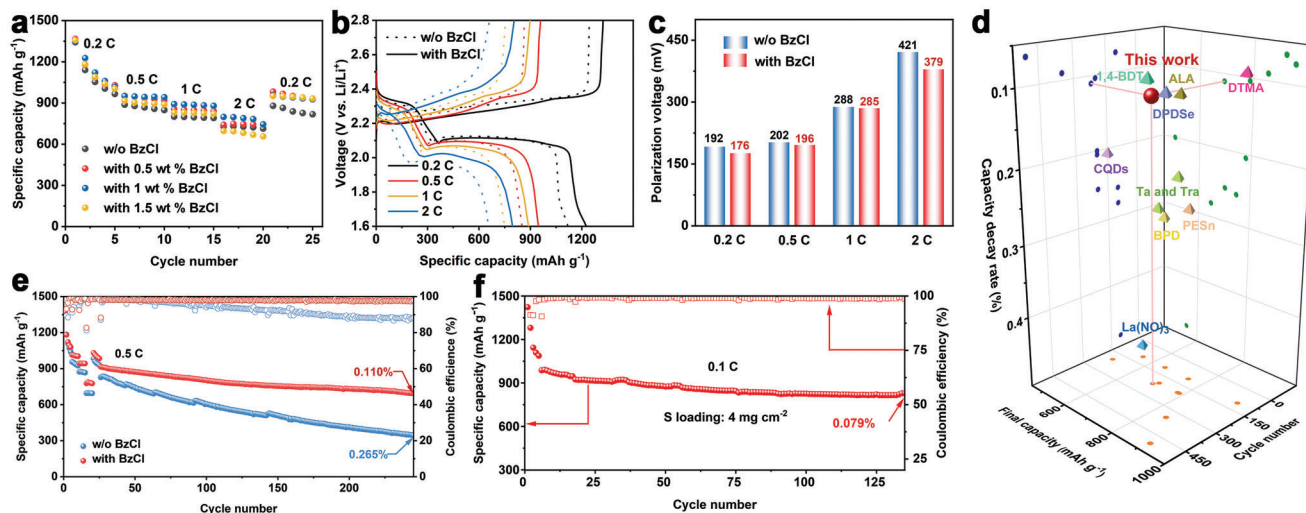 a
1500
1200
900
600
300
0
0 5 10 15 20 25
Specific capacity (mAh g-1)
Cycle number
0.2 C
0.5 C
1 C
2 C
0.2 C
w/o BzCl
with 0.5 wt % BzCl
with 1 wt % BzCl
with 1.5 wt % BzCl
b
2.8
2.4
2.0
1.6
0 300 600 900 1200
Voltage (V vs. Li/Li+)
Specific capacity (mAh g-1)
w/o BzCl
with BzCl
0.2 C
0.5 C
1 C
2 C
c
450
300
150
0
Polarization voltage (mV)
w/o BzCl
with BzCl
192
176
202
196
288
285
421
379
0.2 C 0.5 C 1 C 2 C
d
0.1
0.2
0.3
0.4
Capacity decay rate (%)
This work
1,4-BDT
ALA
DTMA
DPDSe
CQDs
Ta and Tra
PESn
BPD
La(NO)3
600
800
1000
Final capacity (mAh g-1)
0
150
300
450
Cycle number
e
1500
1200
900
600
300
0
0 50 100 150 200
Specific capacity (mAh g-1)
Cycle number
100
80
60
40
20
0
Coulombic efficience (%)
0.5 C
0.110%
0.265%
w/o BzCl
with BzCl
f
1500
1200
900
600
300
0 25 50 75 100 125
Specific capacity (mAh g-1)
Cycle number
100
75
50
25
Coulombic efficiency (%)
0.1 C
S loading: 4 mg cm-2
0.079%